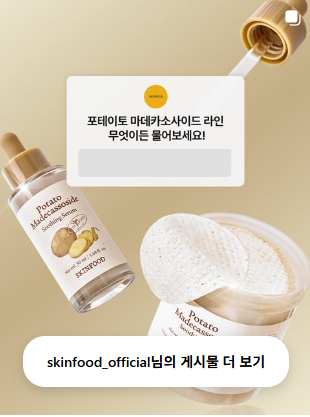 포테이토 마데카소사이드 라인
무엇이든 물어보세요!
Potato
Madecassoside
Soothing Serum
SKINFOOD
Potato
Madecassoside
skinfood_official님의 게시물 더 보기